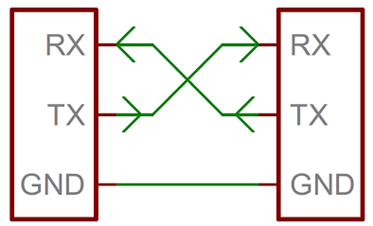 RX RX
TX TX
GND GND